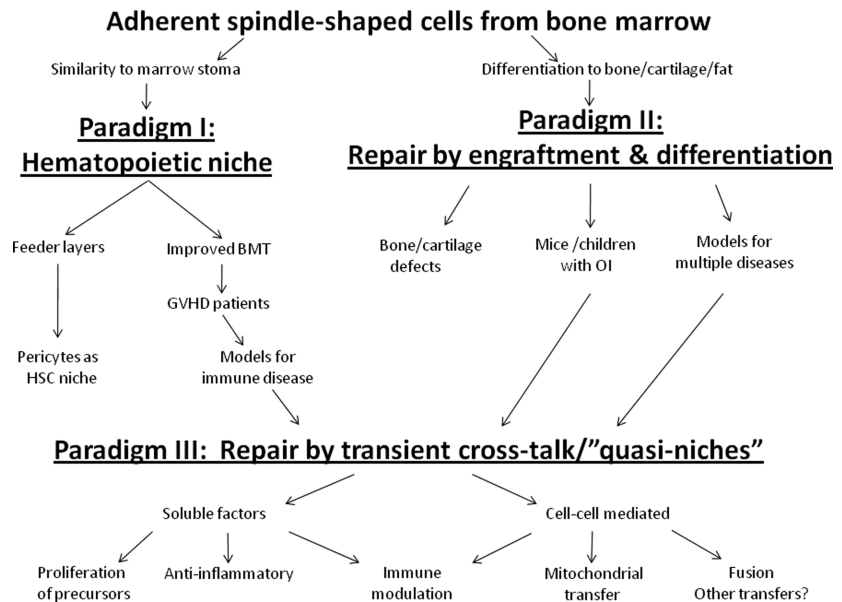 Adherent spindle-shaped cells from bone marrow
Similarity to marrow stoma
Differentiation to bone/cartilage/fat
Paradigm I:
Hematopoietic niche
Paradigm II:
Repair by engraftment & differentiation
Feeder layers
Improved BMT
Bone/cartilage
defects
Mice /children
with OI
Models for
multiple diseases
GVHD patients
Pericytes as
HSC niche
Models for
immune disease
Paradigm III:  Repair by transient cross-talk/”quasi-niches”
Soluble factors
Cell-cell mediated
Proliferation
of precursors
Anti-inflammatory
Immune
modulation
Mitochondrial
transfer
Fusion
Other transfers?